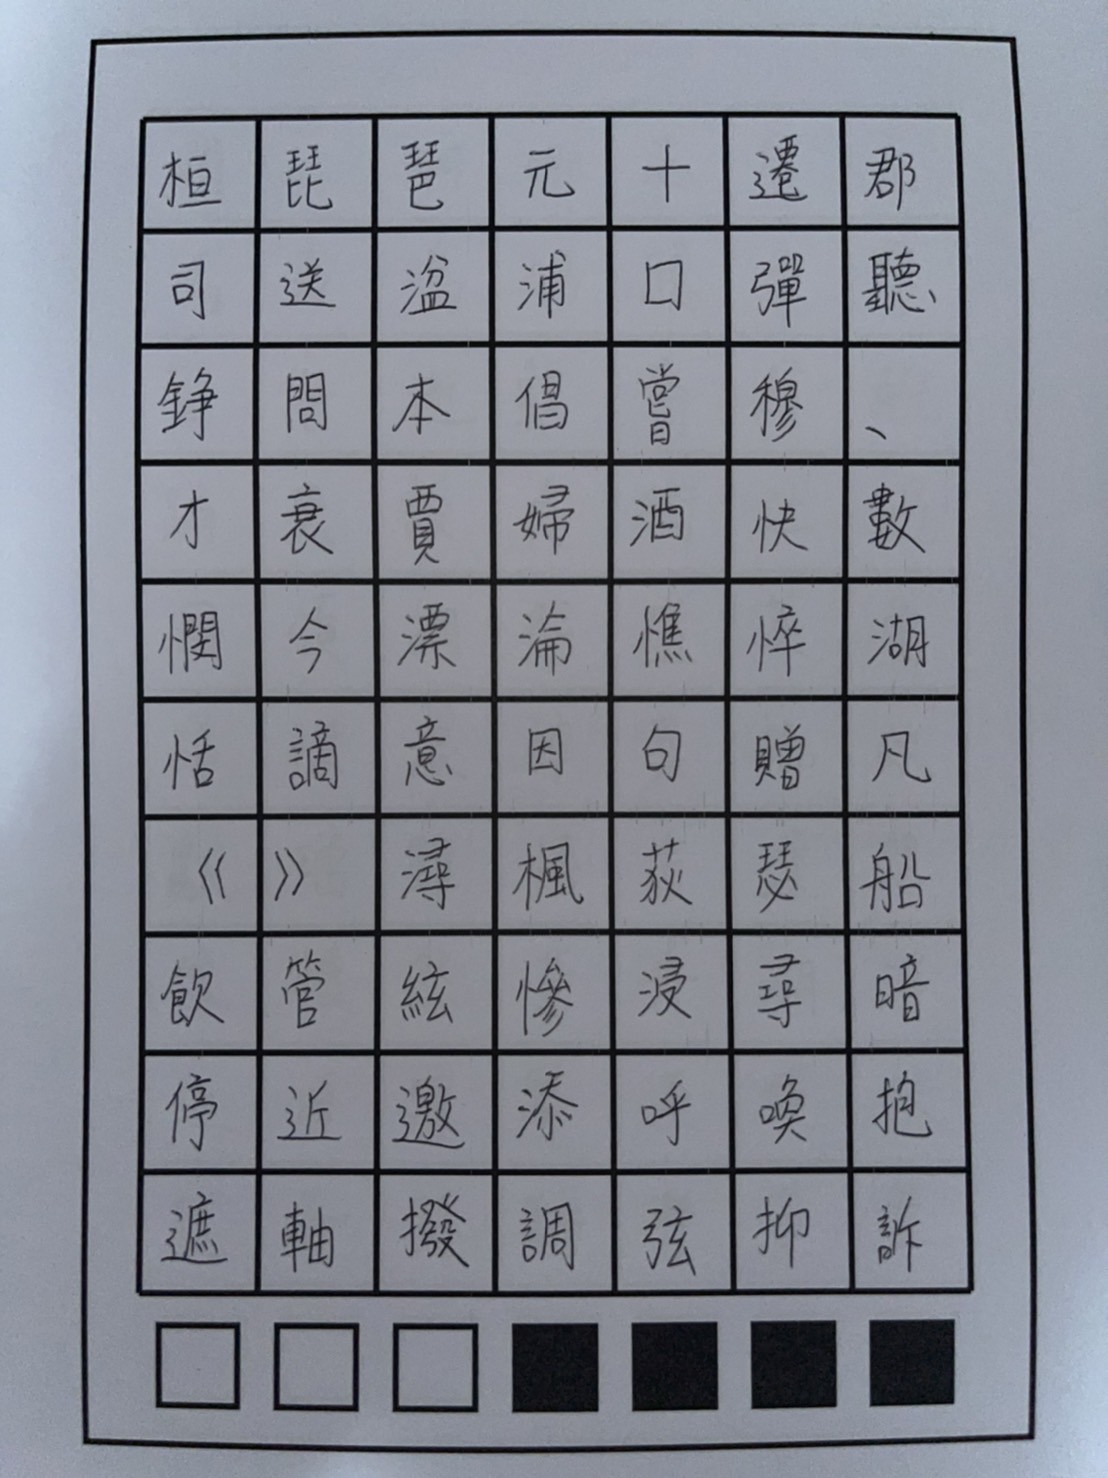 桓琵琶元十遷郡
司送湓浦口彈聽
錚問本倡嘗穆、
才衰賈婦酒快數
憫今漂淪憔悴湖
恬謫意因句贈凡
《》潯楓荻瑟船
飲管絃慘浸尋暗
停近邀添呼喚抱
遮軸撥調弦抑訴